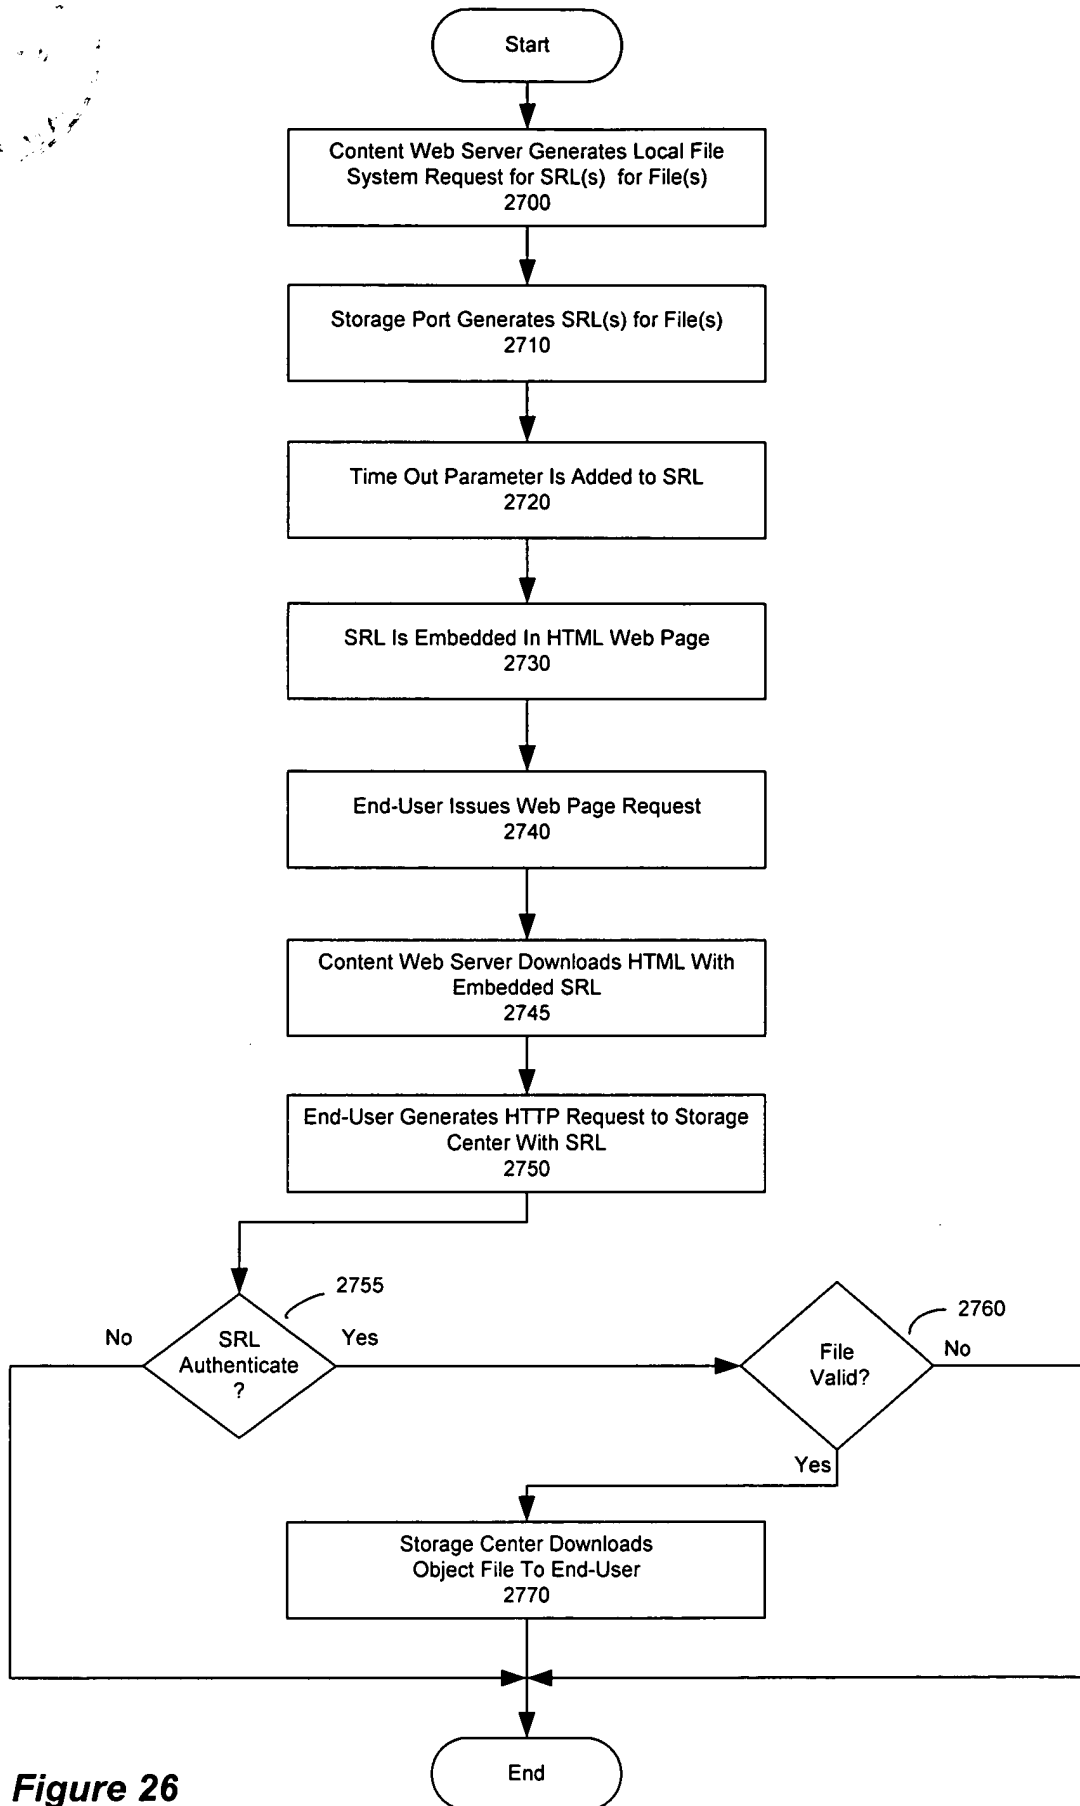 Start
Content Web Server Generates Local File
System Request for SRL(s) for File(s)
2700
Storage Port Generates SRL(s) for File(s)
2710
Time Out Parameter Is Added to SRL
2720
SRL Is Embedded In HTML Web Page
2730
End-User Issues Web Page Request
2740
Content Web Server Downloads HTML With
Embedded SRL
2745
End-User Generates HTTP Request to Storage
Center With SRL
2750
2755
No
SRL
Authenticate
?
Yes
2760
File
Valid?
No
Yes
Storage Center Downloads
Object File To End-User
2770
End
Figure 26